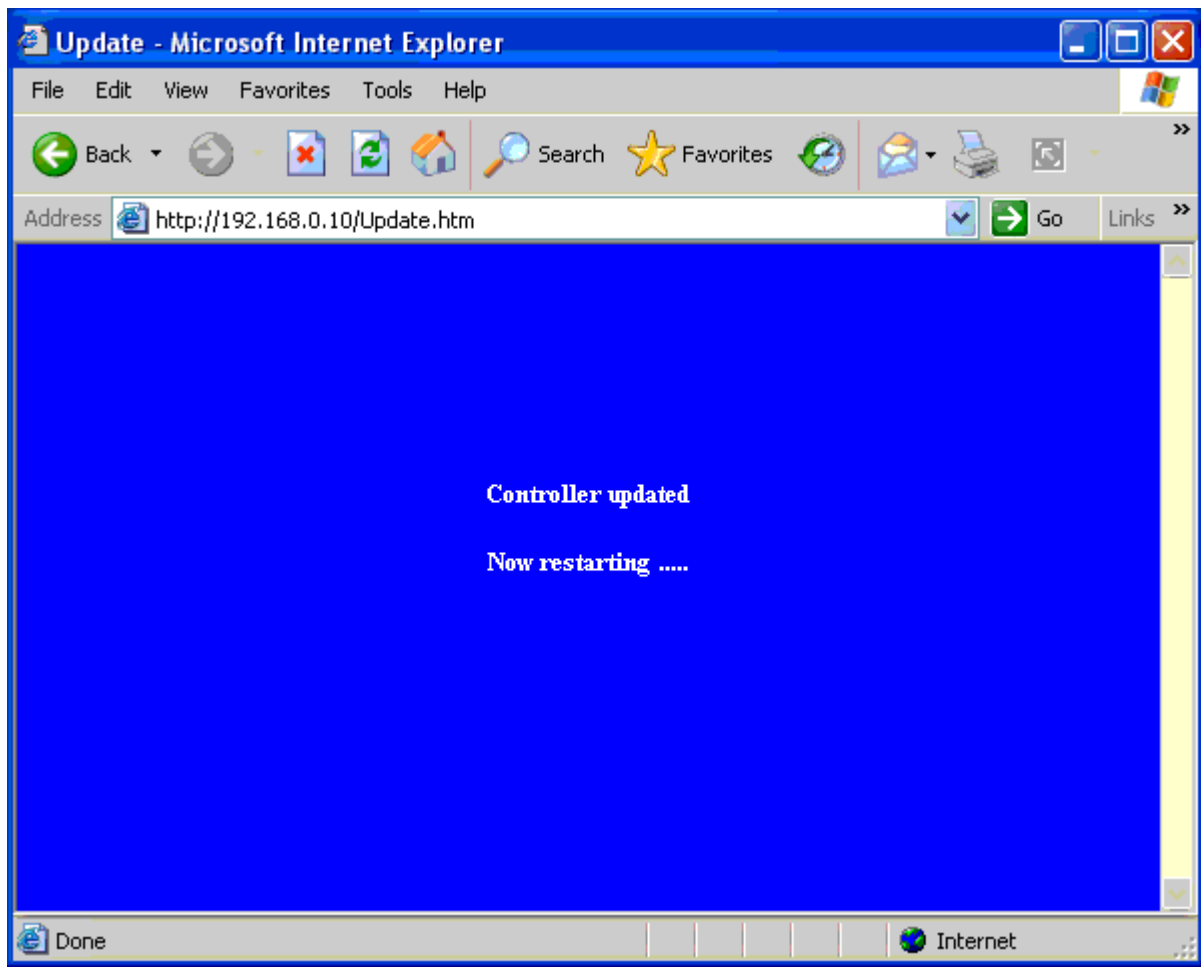 Update - Microsoft Internet Explorer
File Edit View Favorites Tools Help
Back Search Favorites »
Address http://192.168.0.10/Update.htm Go Links »
Controller updated
Now restarting .....
Done Internet